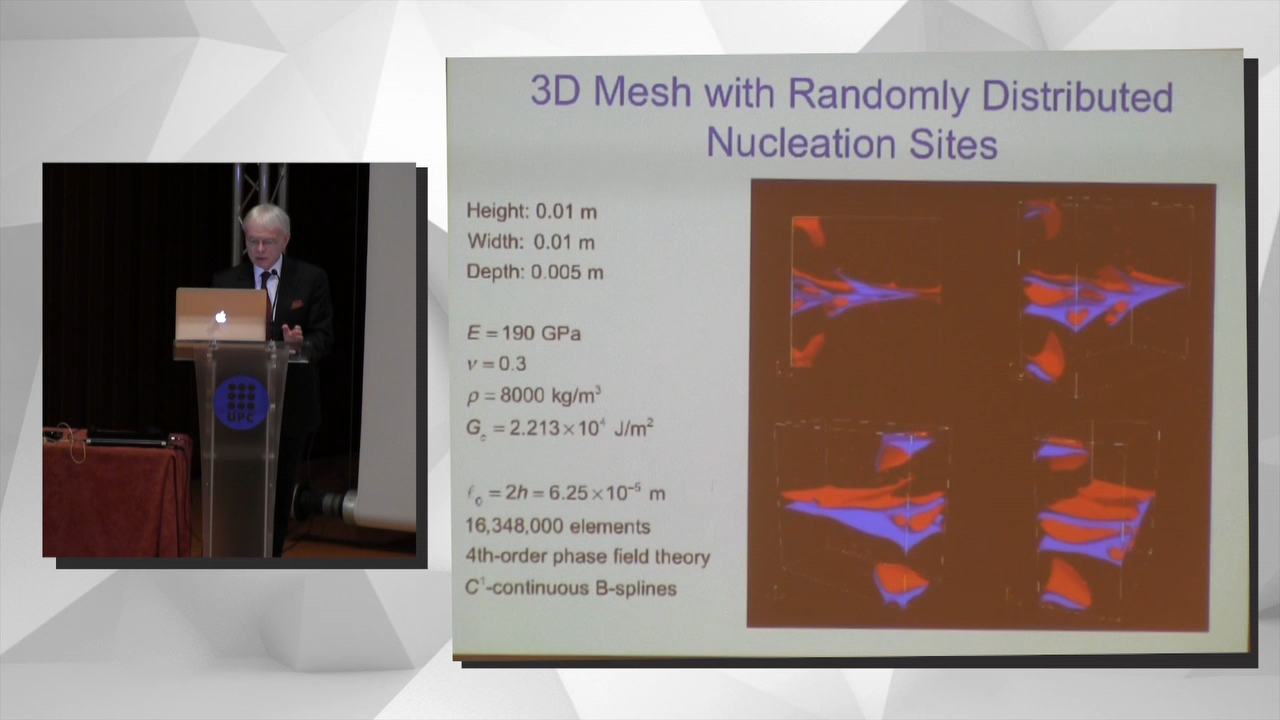 3D Mesh with Randomly Distributed
Nucleation Sites
Height: 0.01 m
Width: 0.01 m
Depth: 0.005 m
E = 190 GPa
ν = 0.3
ρ = 8000 kg/m³
G_c = 2.213×10⁴ J/m²
ℓ₀ = 2h = 6.25×10⁻⁵ m
16,348,000 elements
4th-order phase field theory
C¹-continuous B-splines
UPC